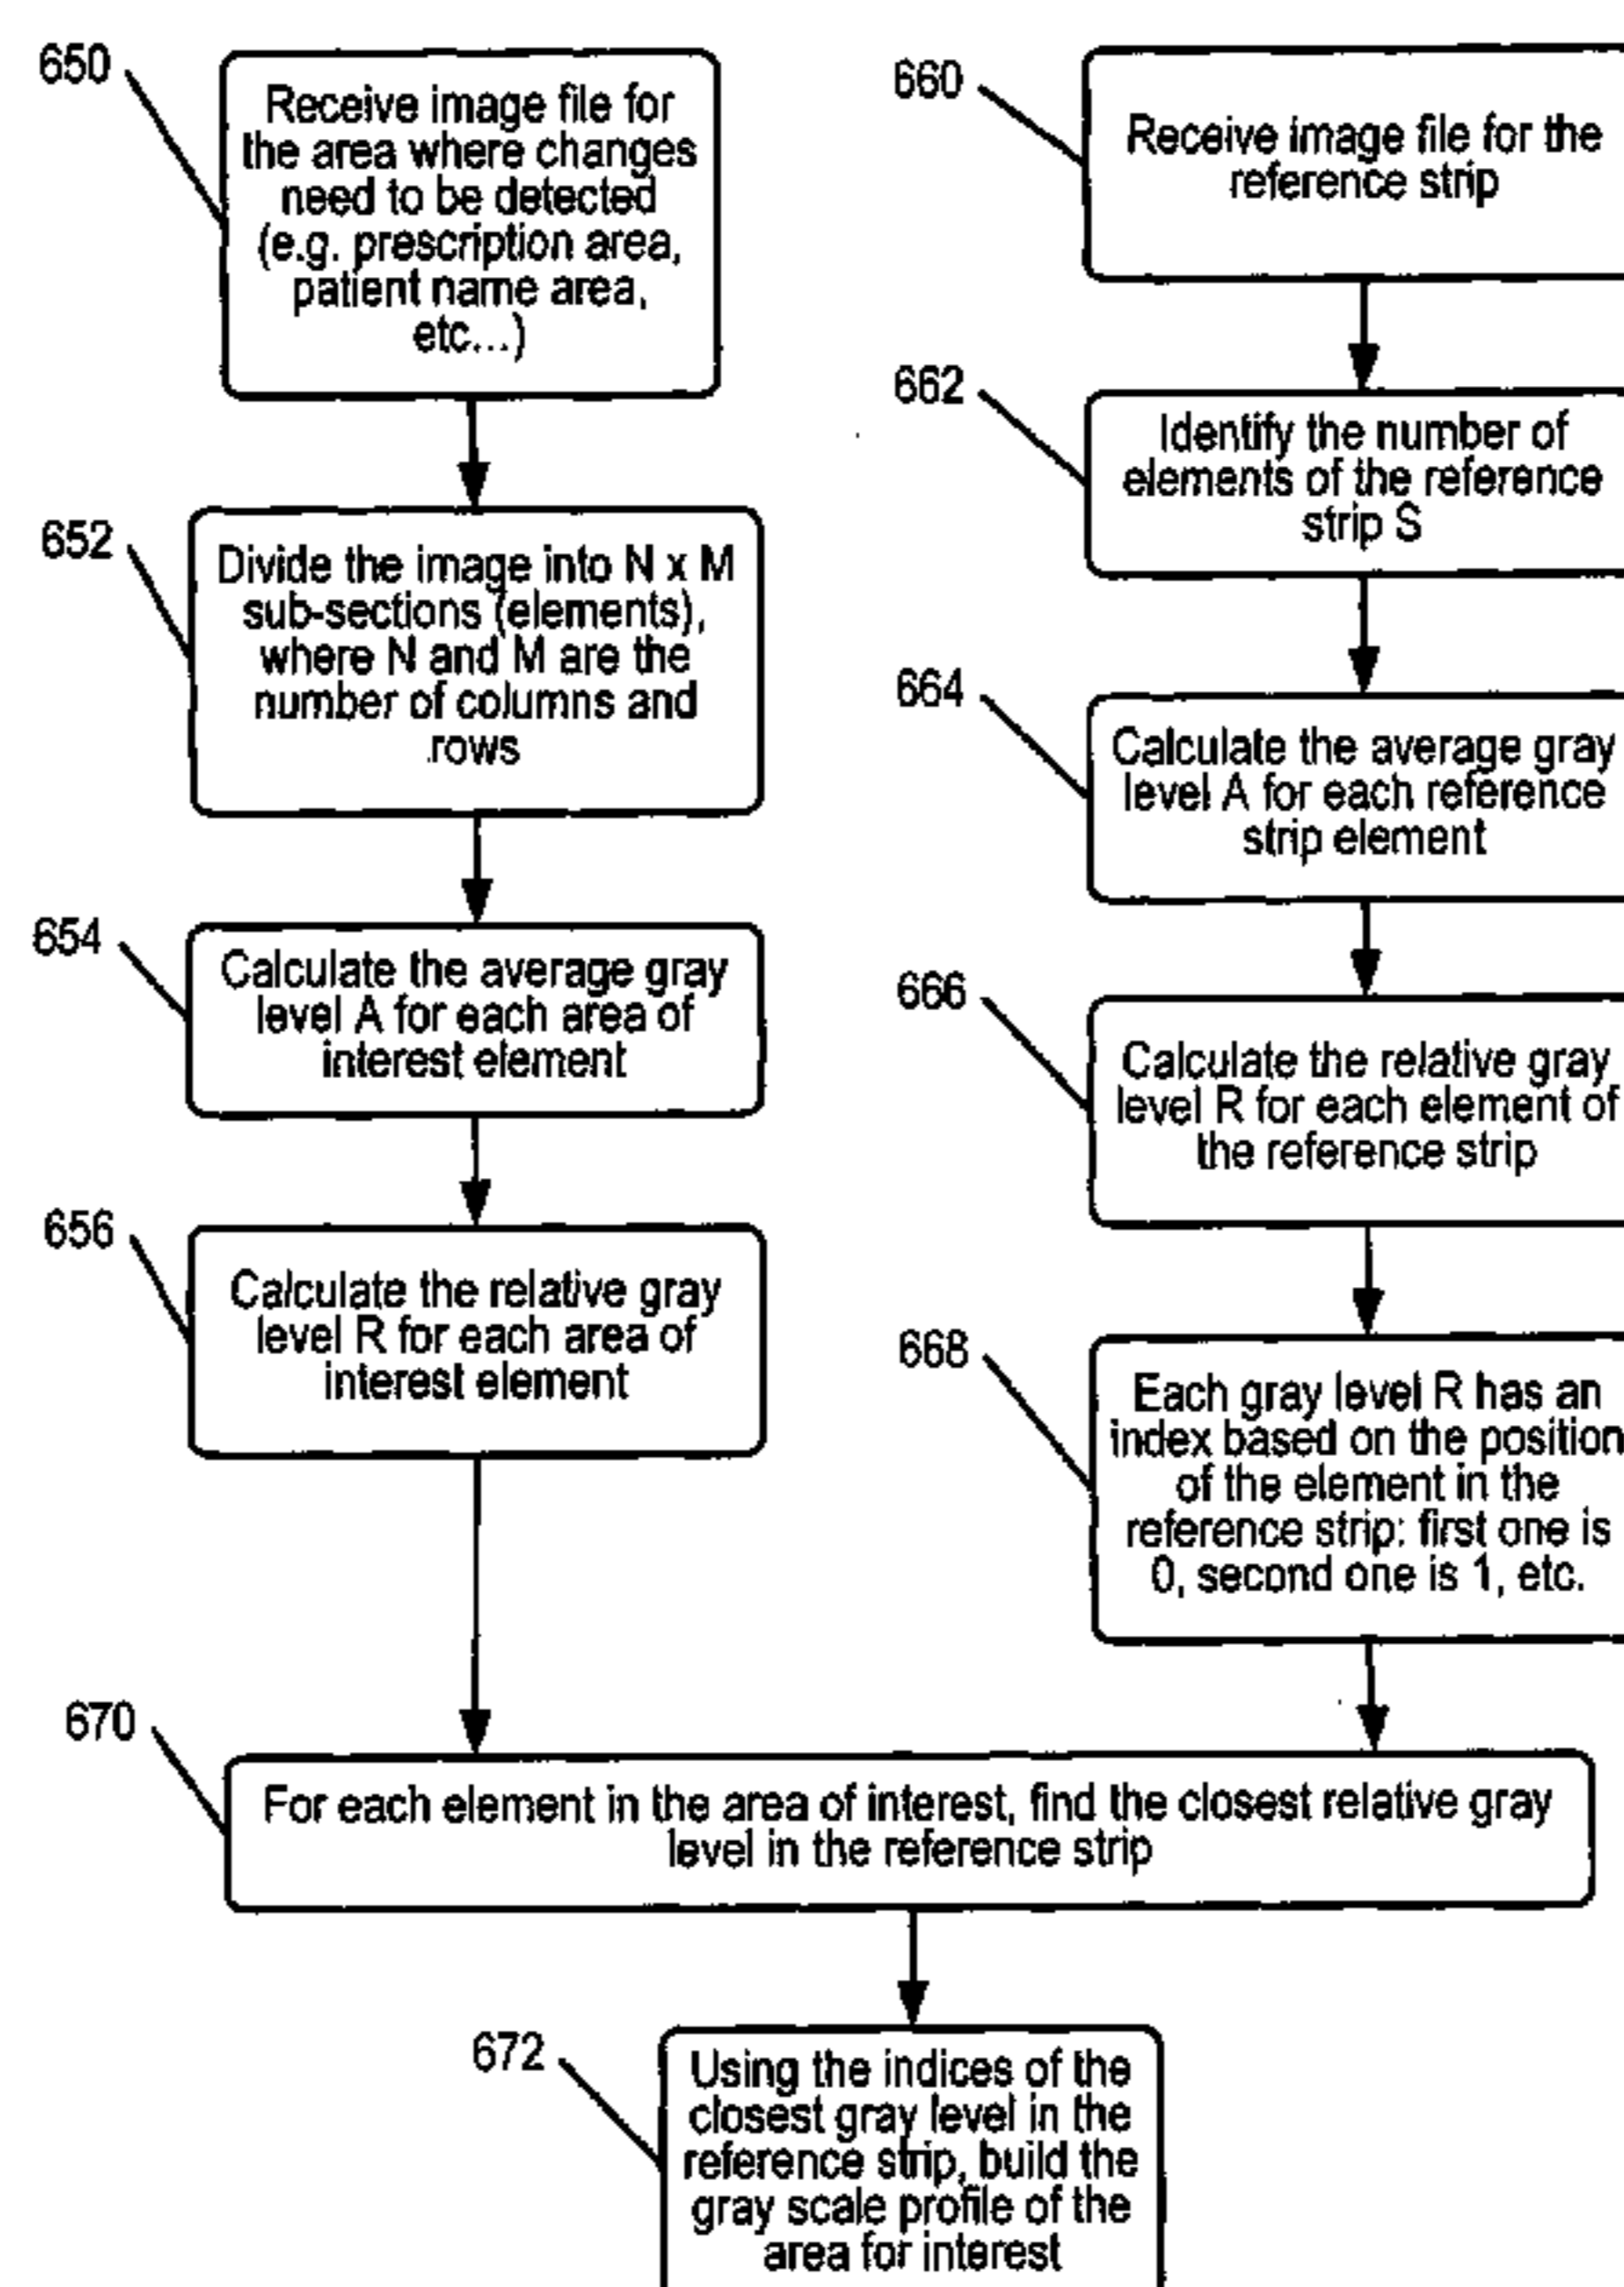 650
Receive image file for
the area where changes
need to be detected
(e.g. prescription area,
patient name area,
etc...)
652
Divide the image into N x M
sub-sections (elements),
where N and M are the
number of columns and
rows
654
Calculate the average gray
level A for each area of
interest element
656
Calculate the relative gray
level R for each area of
interest element
660
Receive image file for the
reference strip
662
Identify the number of
elements of the reference
strip S
664
Calculate the average gray
level A for each reference
strip element
666
Calculate the relative gray
level R for each element of
the reference strip
668
Each gray level R has an
index based on the position
of the element in the
reference strip: first one is
0, second one is 1, etc.
670
For each element in the area of interest, find the closest relative gray
level in the reference strip
672
Using the indices of the
closest gray level in the
reference strip, build the
gray scale profile of the
area for interest